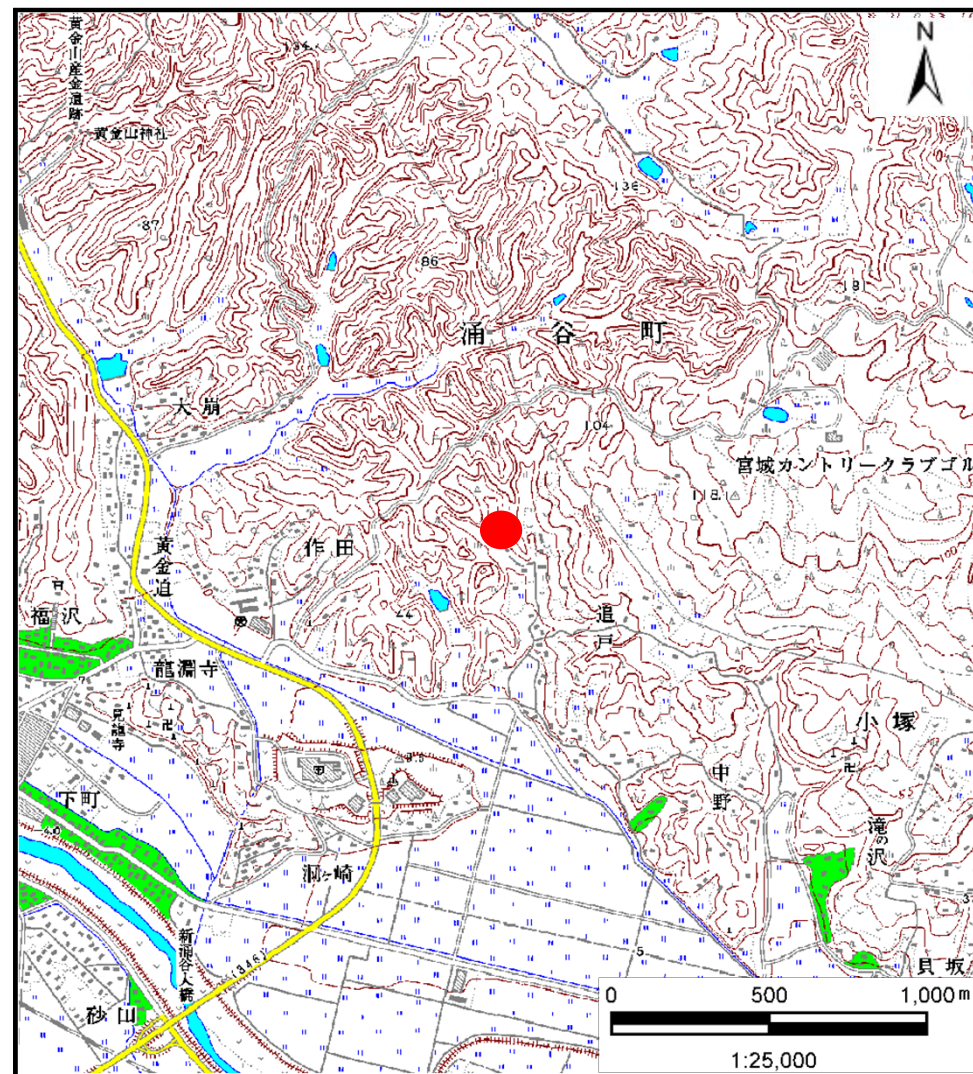 黄金山産金遺跡
黄金山神社
N
136
87
86
181
涌谷町
大崩
104
宮城カントリークラブゴル
118.1
作田
黄金迫
福沢
44
追戸
龍淵寺
見龍寺
小塚
中野
下町
滝の沢
洞ヶ崎
新涌谷大橋
(346)
5
貝坂
砂山
0 500 1,000m
1:25,000